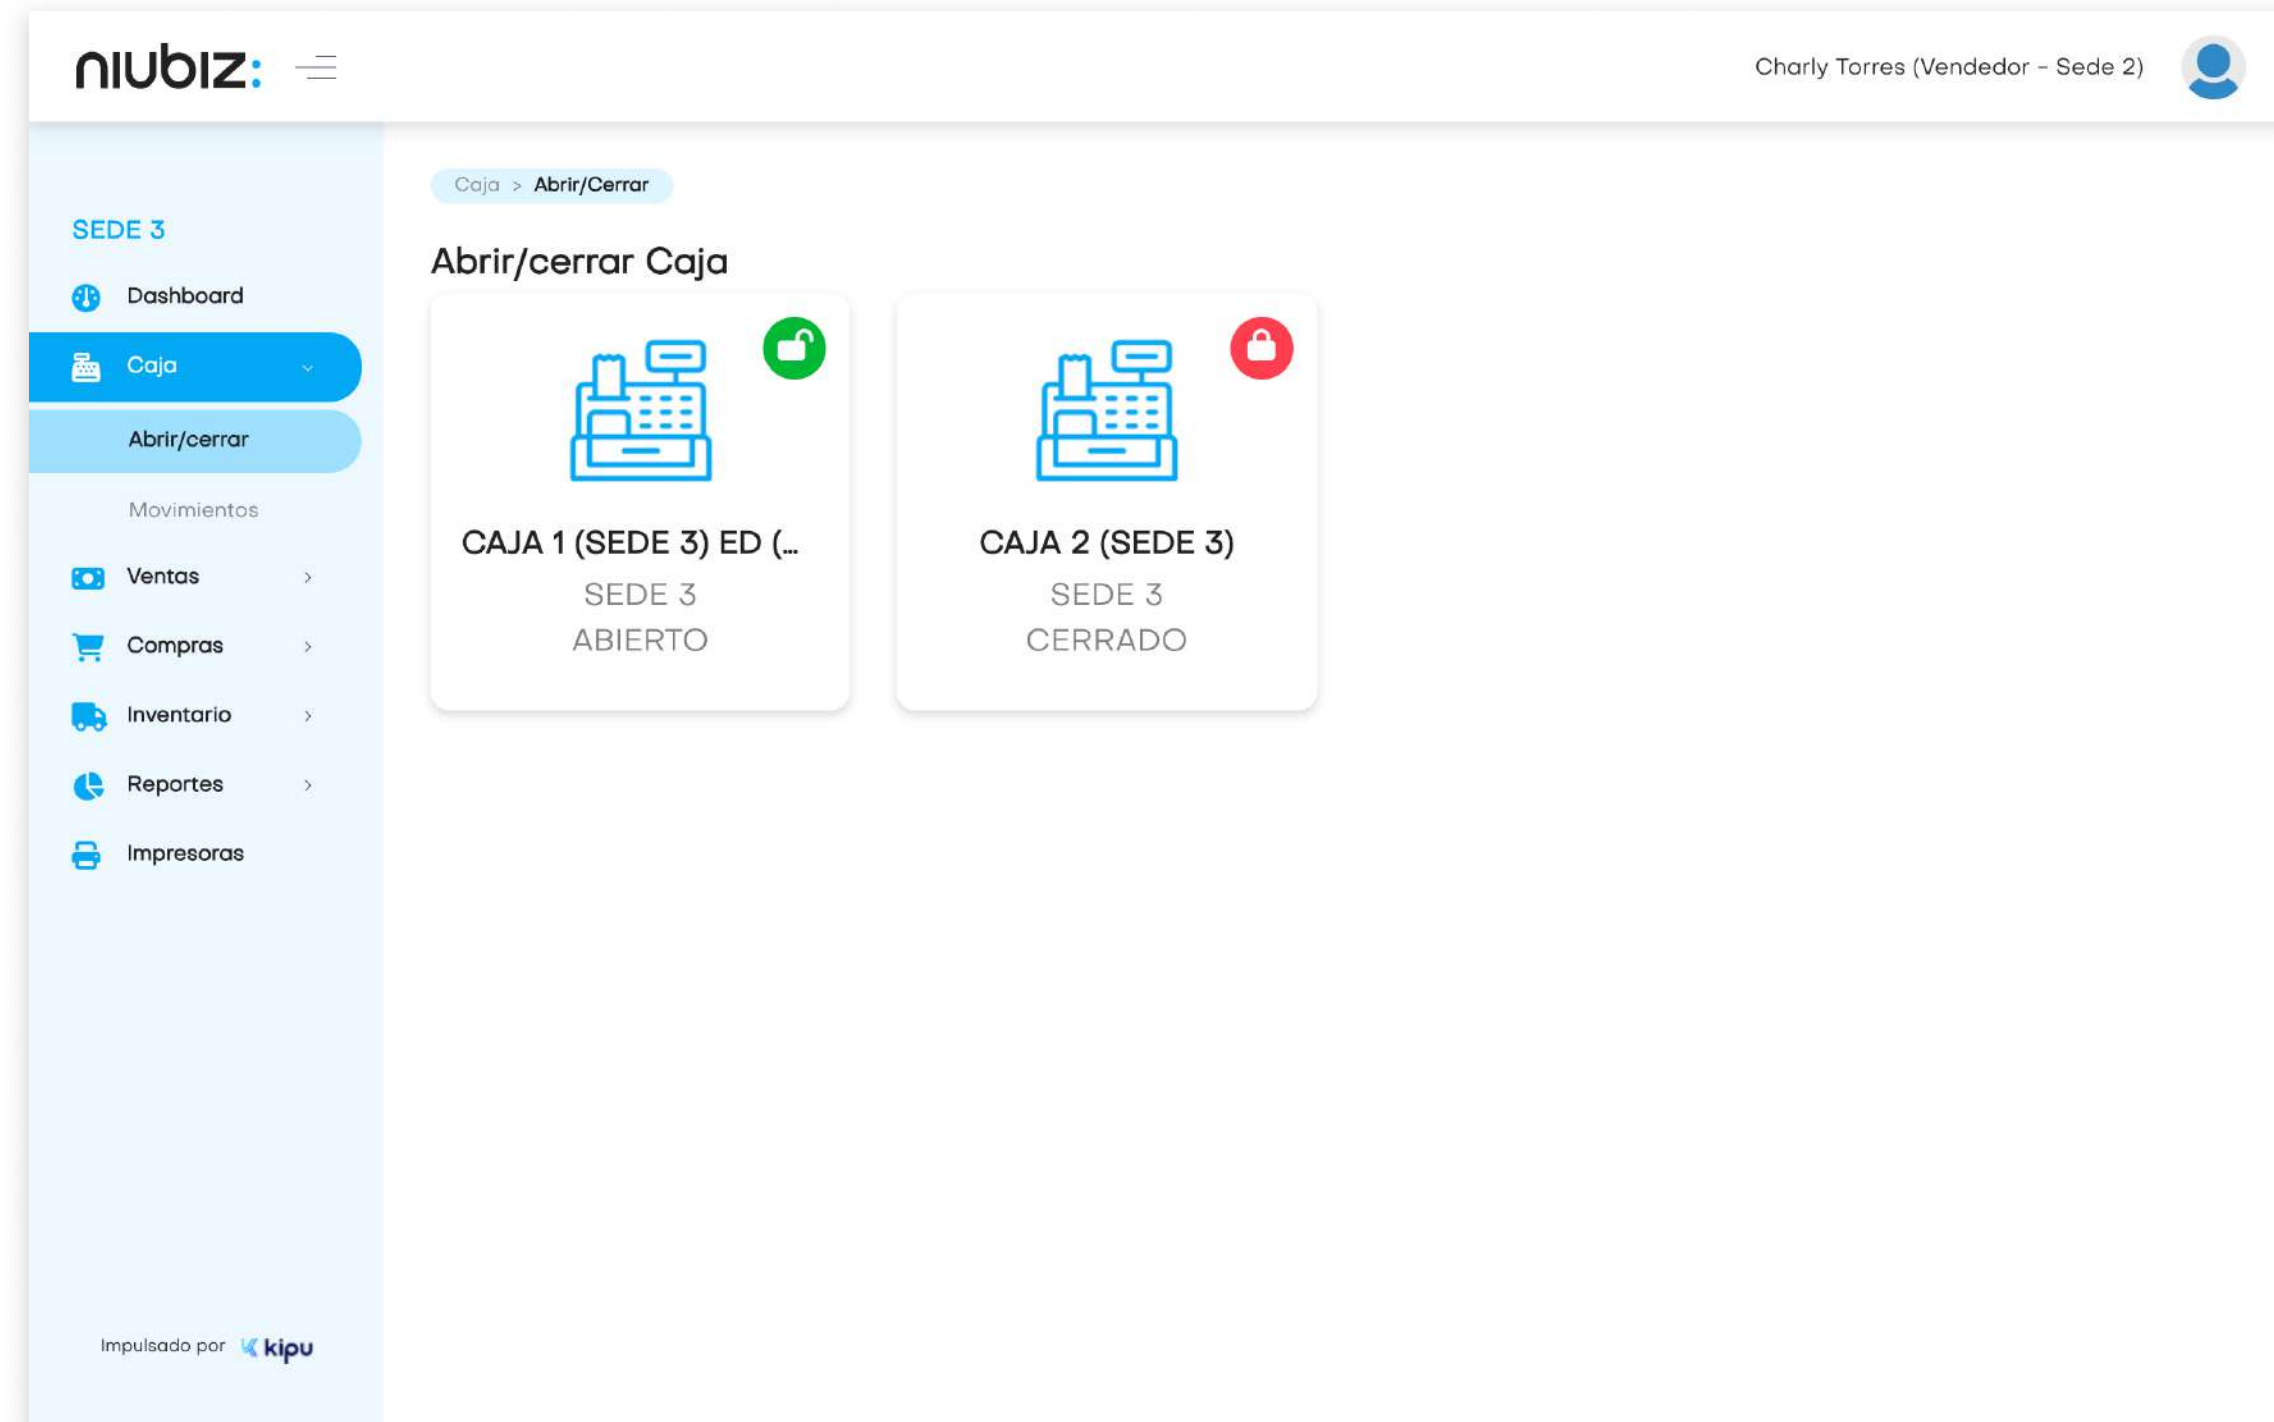 niubiz:
Charly Torres (Vendedor - Sede 2)
Caja > Abrir/Cerrar
SEDE 3
Dashboard
Caja
Abrir/cerrar
Movimientos
Ventas
Compras
Inventario
Reportes
Impresoras
Impulsado por kipu
Abrir/cerrar Caja
CAJA 1 (SEDE 3) ED (...
SEDE 3
ABIERTO
CAJA 2 (SEDE 3)
SEDE 3
CERRADO